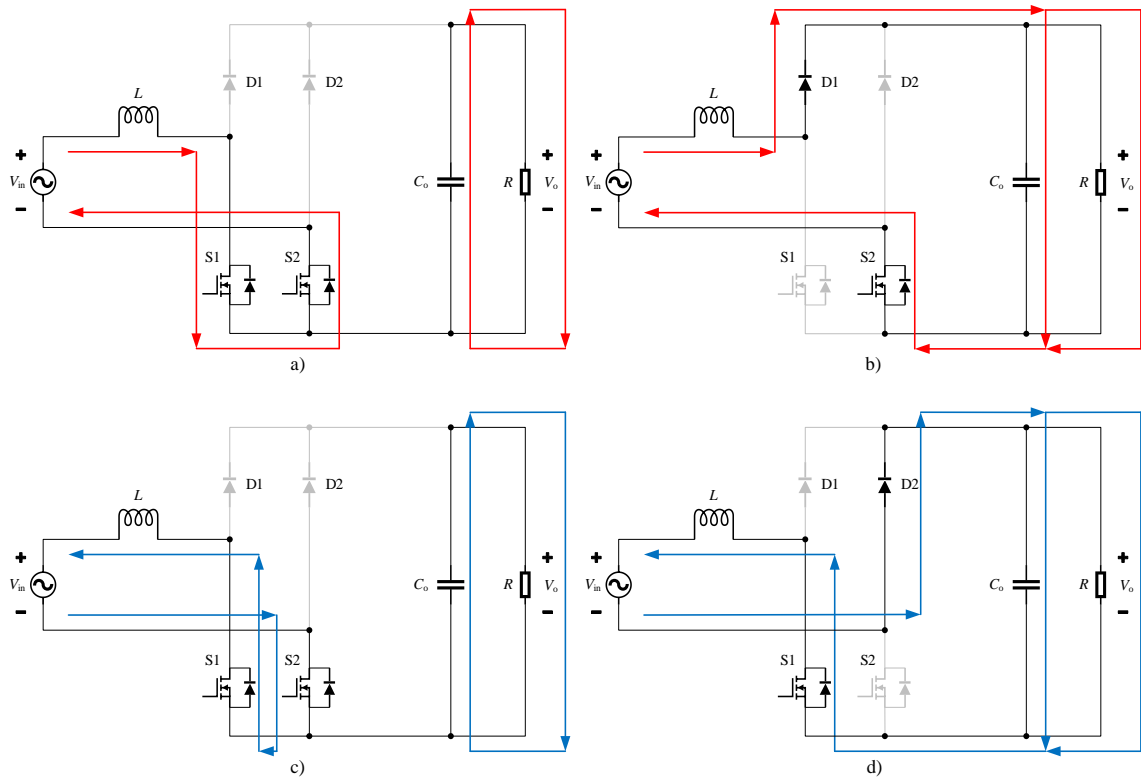 D1
D2
L
+
Vin
−
Co
R
+
Vo
−
S1
S2
a)
D1
D2
L
+
Vin
−
Co
R
+
Vo
−
S1
S2
b)
D1
D2
L
+
Vin
−
Co
R
+
Vo
−
S1
S2
c)
D1
D2
L
+
Vin
−
Co
R
+
Vo
−
S1
S2
d)